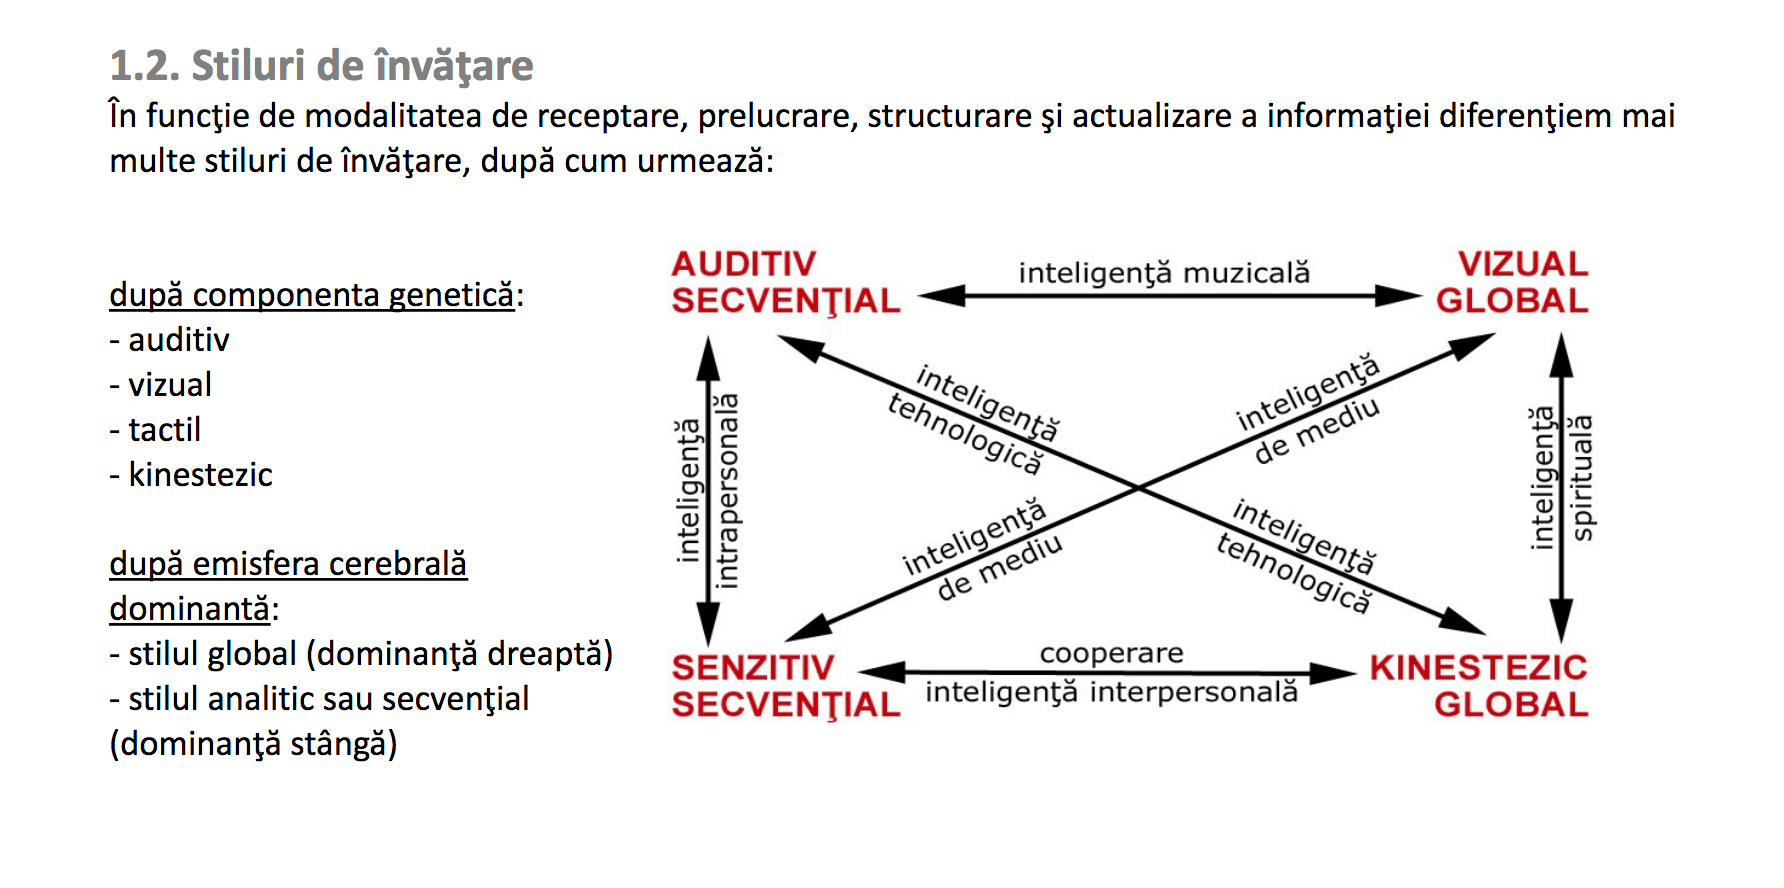 1.2. Stiluri de învăţare
În funcţie de modalitatea de receptare, prelucrare, structurare şi actualizare a informaţiei diferenţiem mai
multe stiluri de învăţare, după cum urmează:
după componenta genetică:
- auditiv
- vizual
- tactil
- kinestezic
după emisfera cerebrală
dominantă:
- stilul global (dominanţă dreaptă)
- stilul analitic sau secvenţial
(dominanţă stângă)
AUDITIV
SECVENŢIAL
inteligenţă muzicală
VIZUAL
GLOBAL
inteligenţă
intrapersonală
inteligenţă
tehnologică
inteligenţă
de mediu
inteligenţă
spirituală
inteligenţă
de mediu
inteligenţă
tehnologică
SENZITIV
SECVENŢIAL
cooperare
inteligenţă interpersonală
KINESTEZIC
GLOBAL